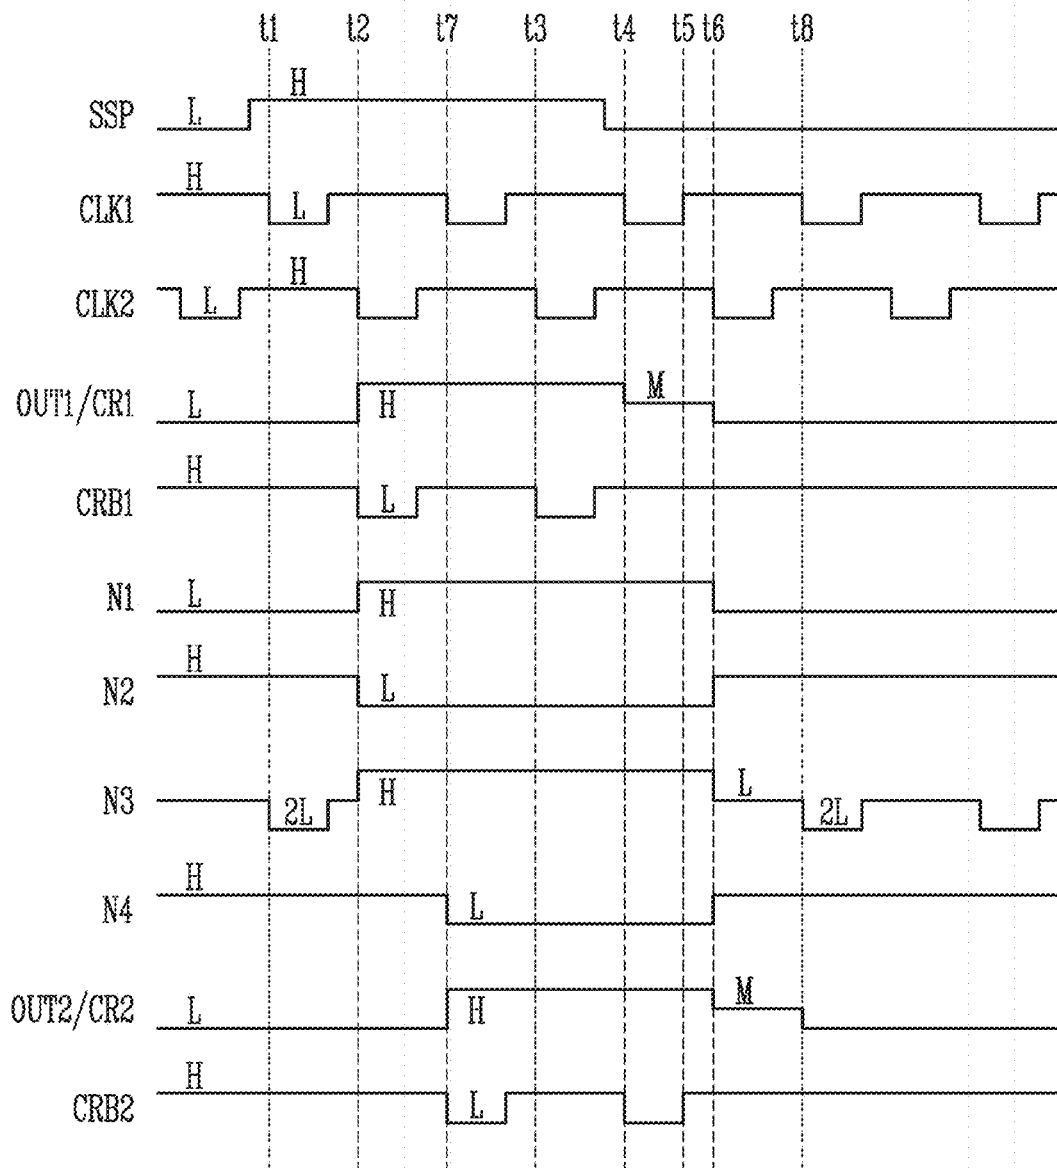 t1 t2 t7 t3 t4 t5 t6 t8
H
SSP L
H
CLK1 L
H
CLK2 L
M
OUT1/CR1 L H
H
CRB1 L
N1 L H
H
N2 L
L
N3 2L H 2L
H
N4 L
M
OUT2/CR2 L H
H
CRB2 L